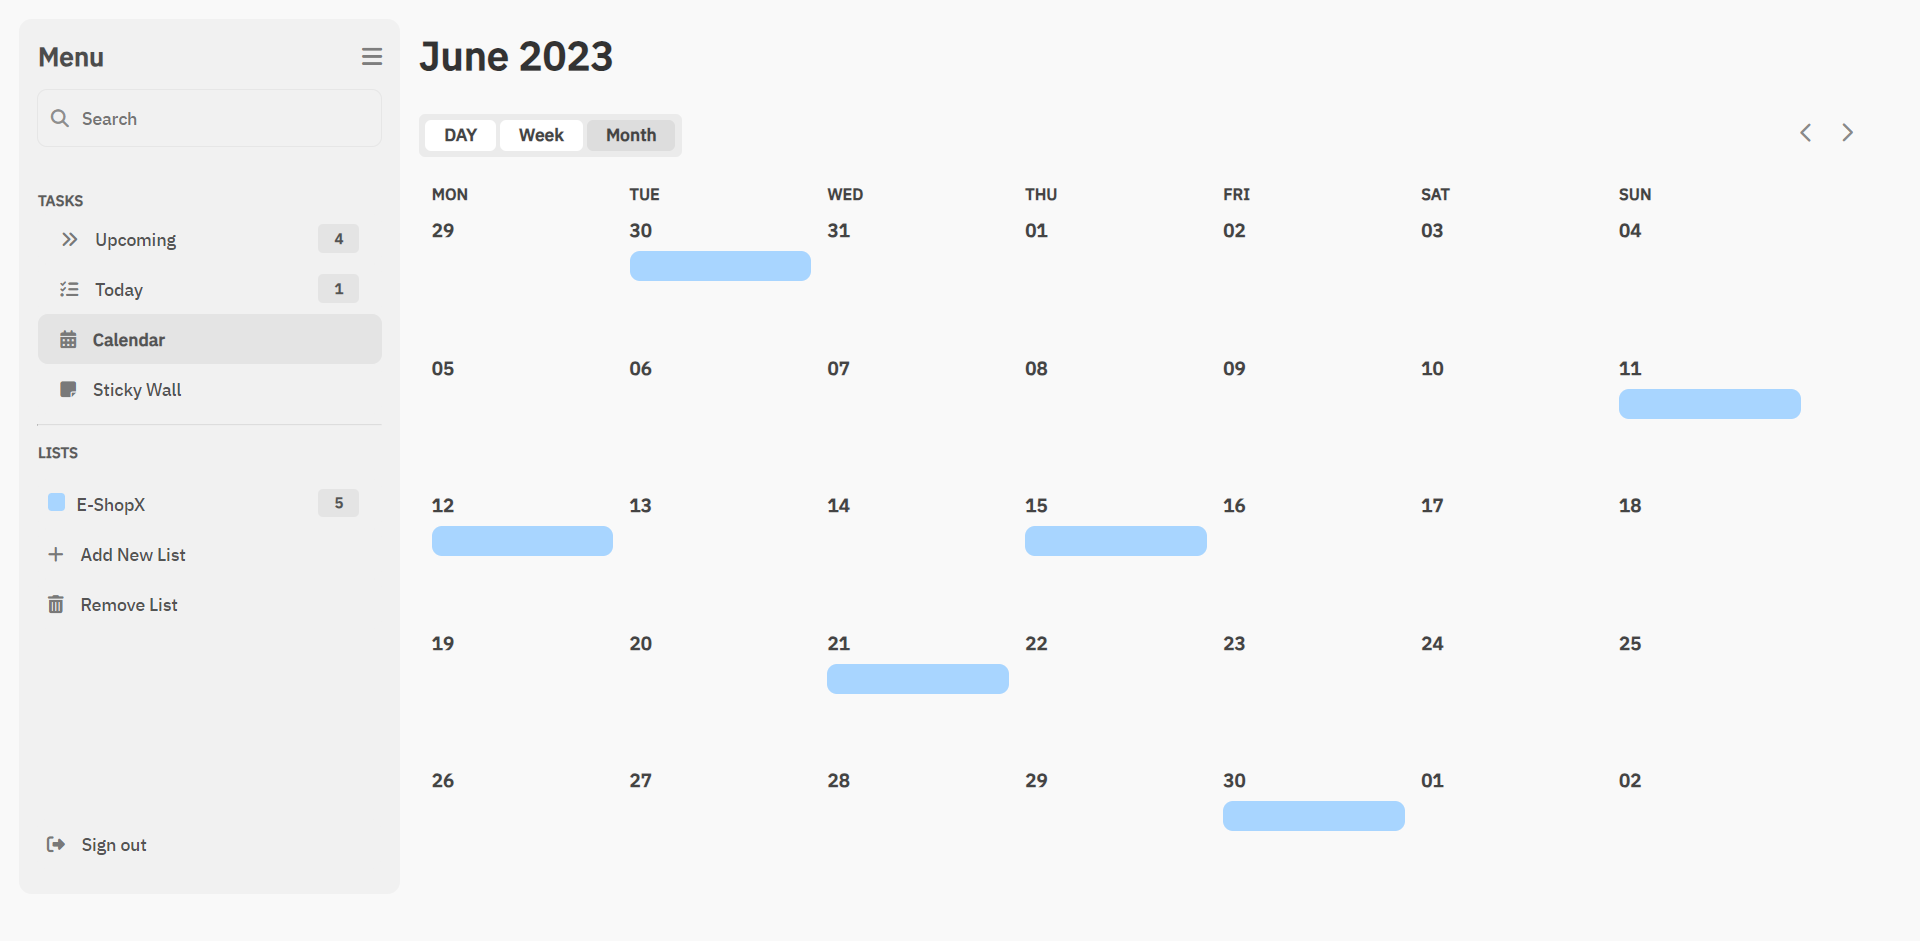 Menu
Search
TASKS
Upcoming 4
Today 1
Calendar
Sticky Wall
LISTS
E-ShopX 5
Add New List
Remove List
Sign out
June 2023
DAY Week Month
MON TUE WED THU FRI SAT SUN
29 30 31 01 02 03 04
05 06 07 08 09 10 11
12 13 14 15 16 17 18
19 20 21 22 23 24 25
26 27 28 29 30 01 02